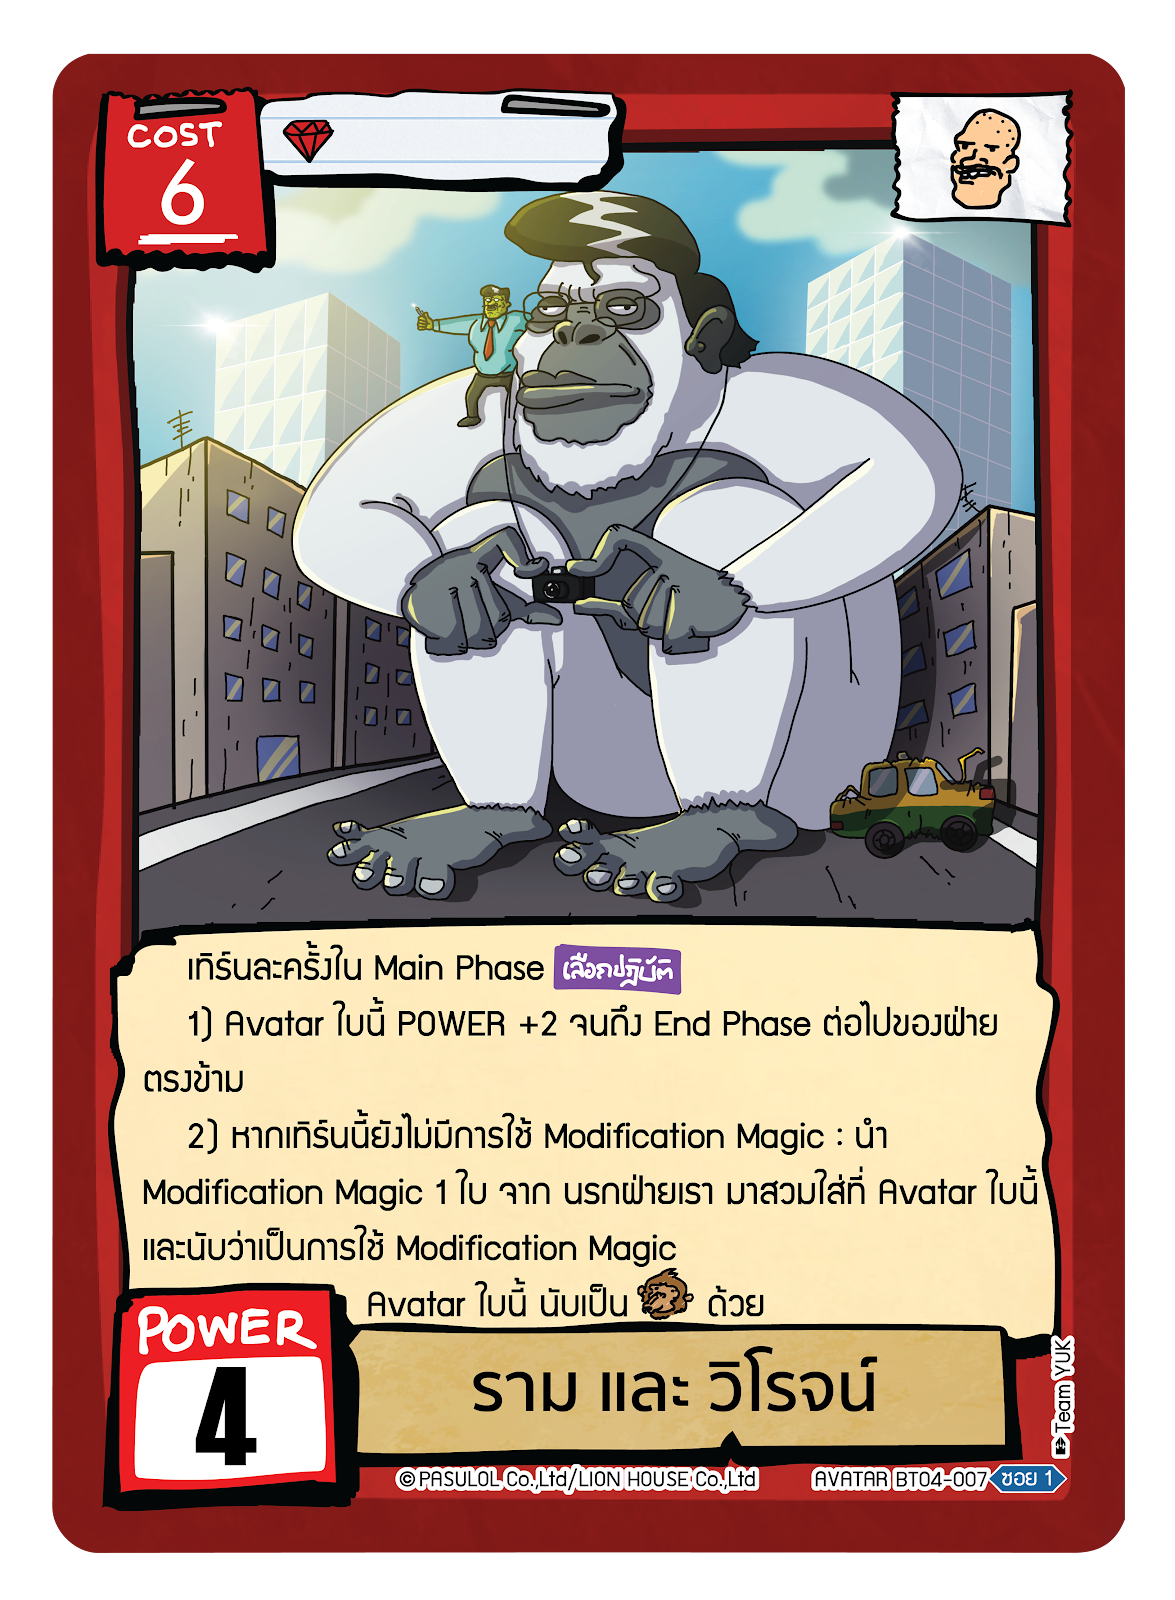 COST
6
เทิร์นละครั้งใน Main Phase เลือกปฏิบัติ
1) Avatar ใบนี้ POWER +2 จนถึง End Phase ต่อไปของฝ่าย
ตรงข้าม
2) หากเทิร์นนี้ยังไม่มีการใช้ Modification Magic : นำ
Modification Magic 1 ใบ จาก นรกฝ่ายเรา มาสวมใส่ที่ Avatar ใบนี้
และนับว่าเป็นการใช้ Modification Magic
Avatar ใบนี้ นับเป็น ด้วย
POWER
4
ราม และ วิโรจน์
Team YUK
© PASULOL Co.,Ltd/LION HOUSE Co.,Ltd
AVATAR BT04-007 ซอย 1